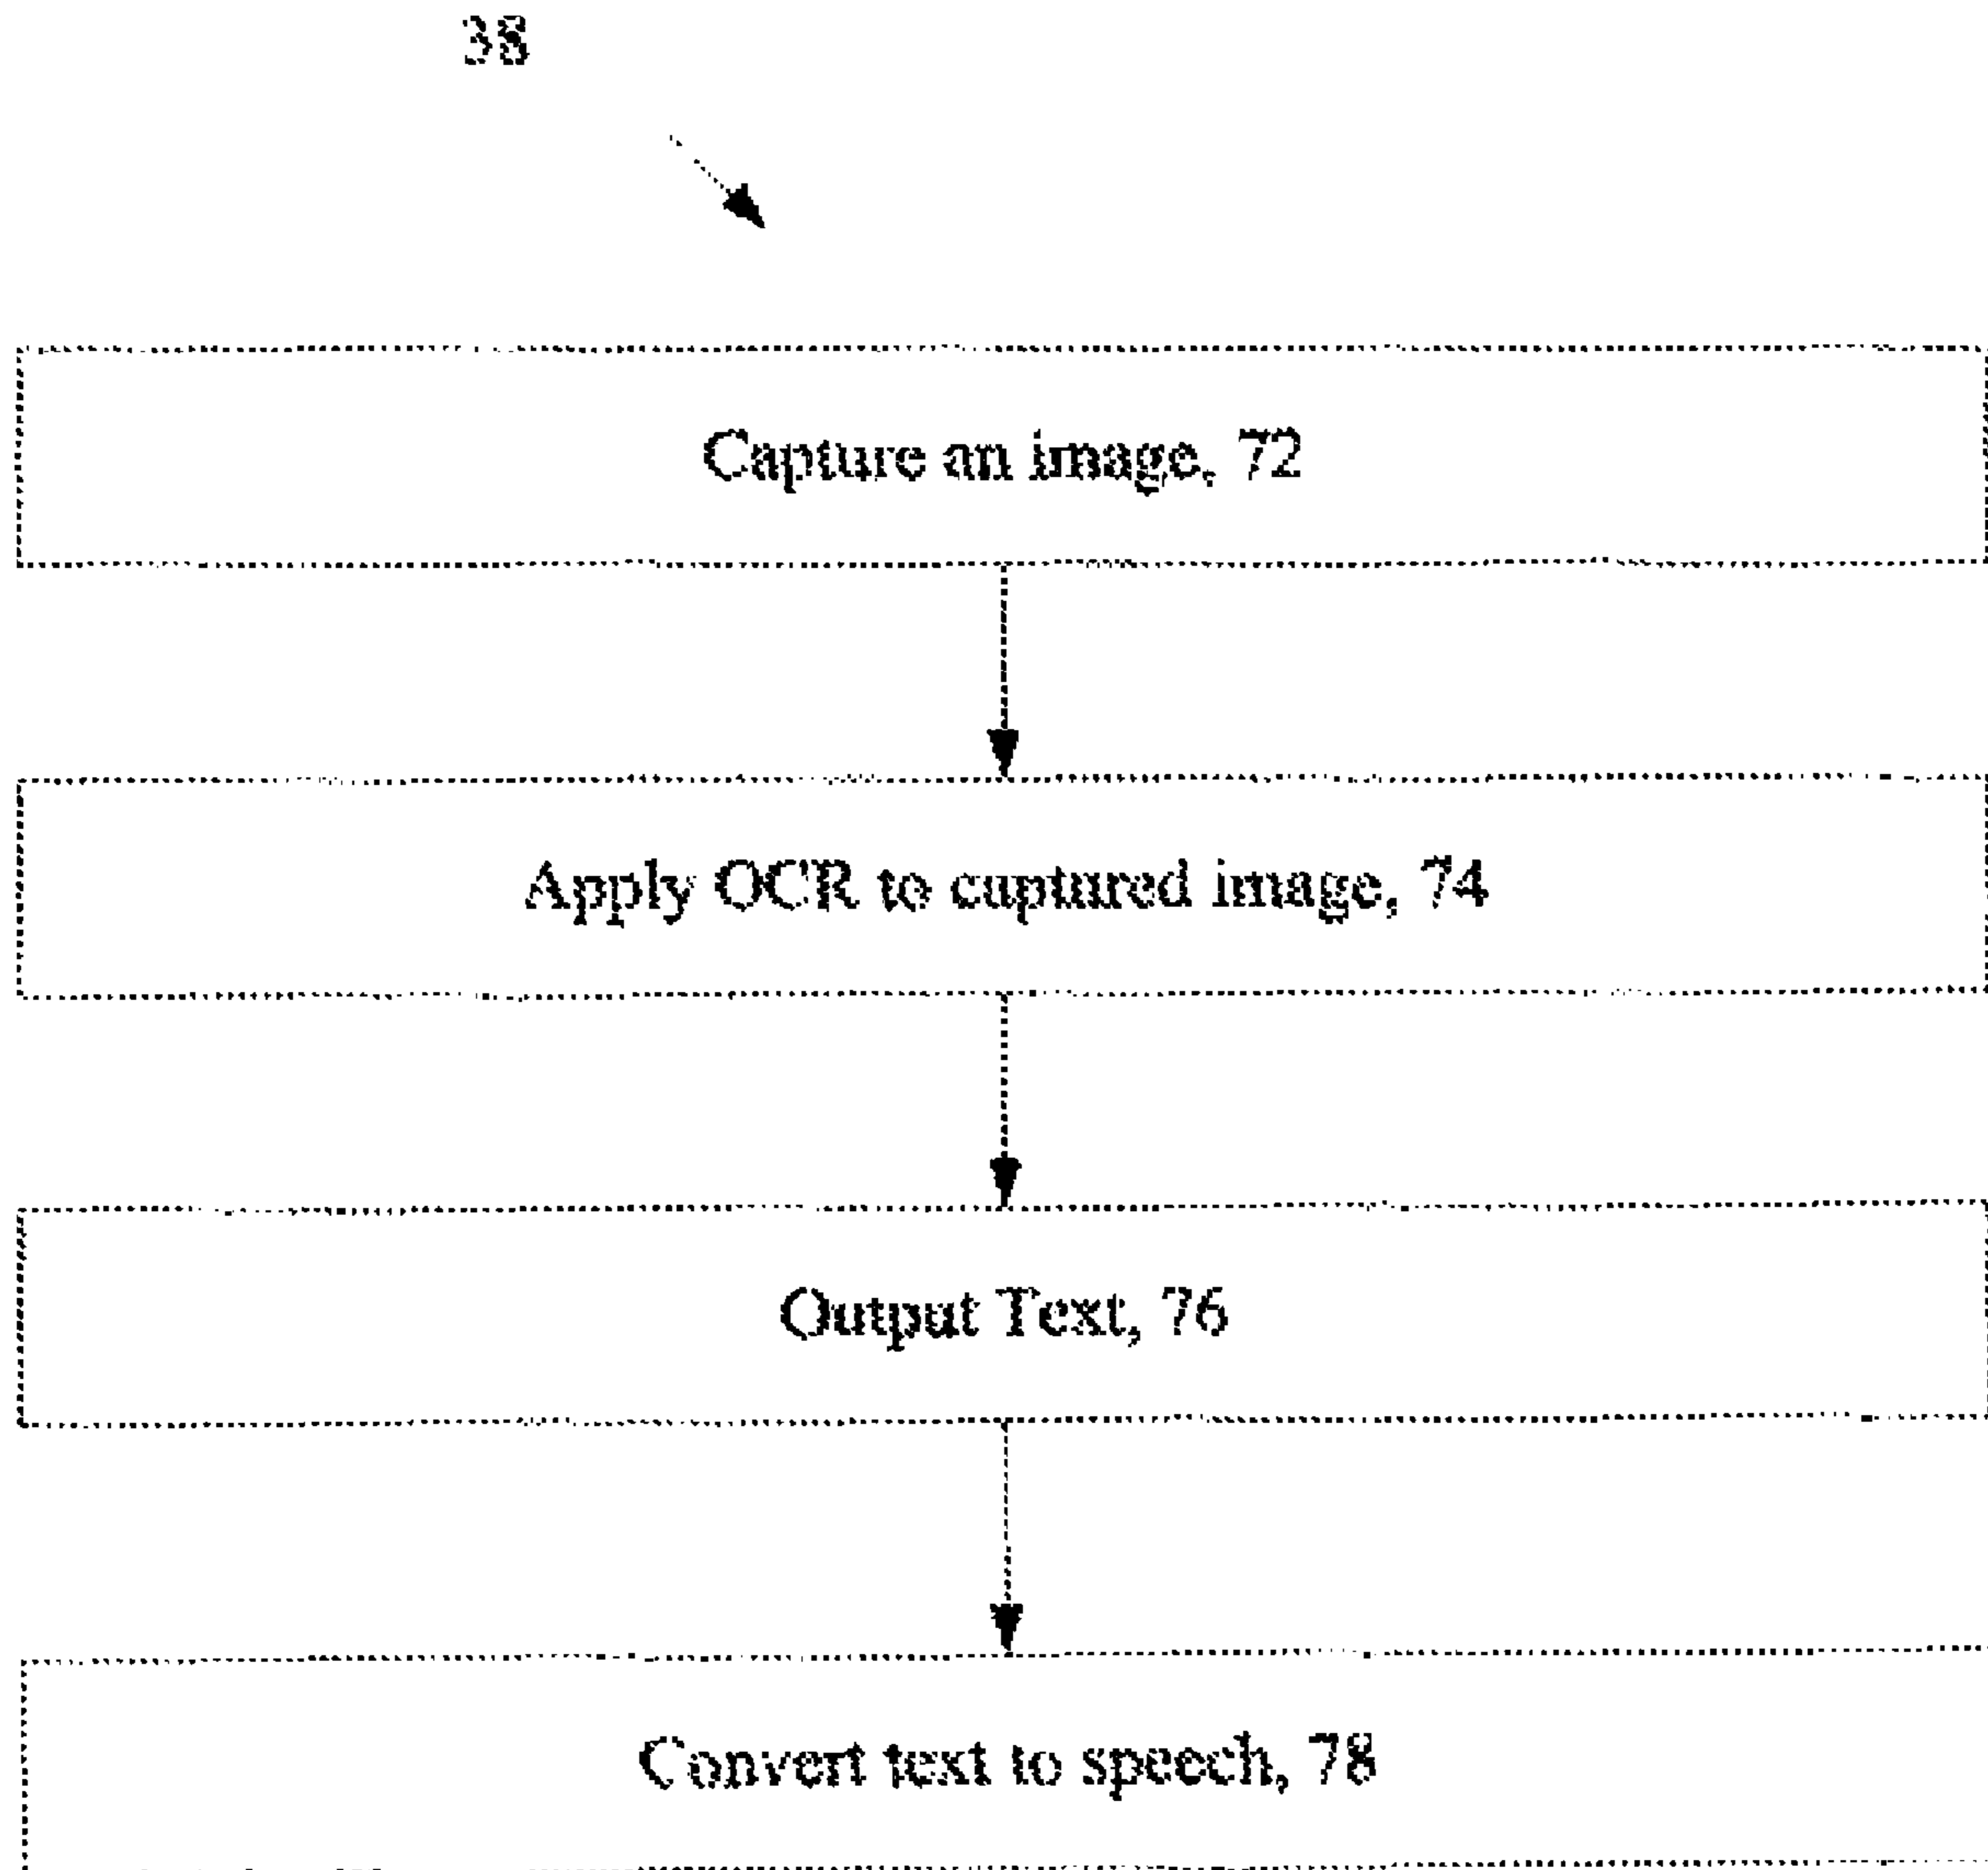 38
Capture an image, 72
Apply OCR to captured image, 74
Output Text, 76
Convert text to speech, 78